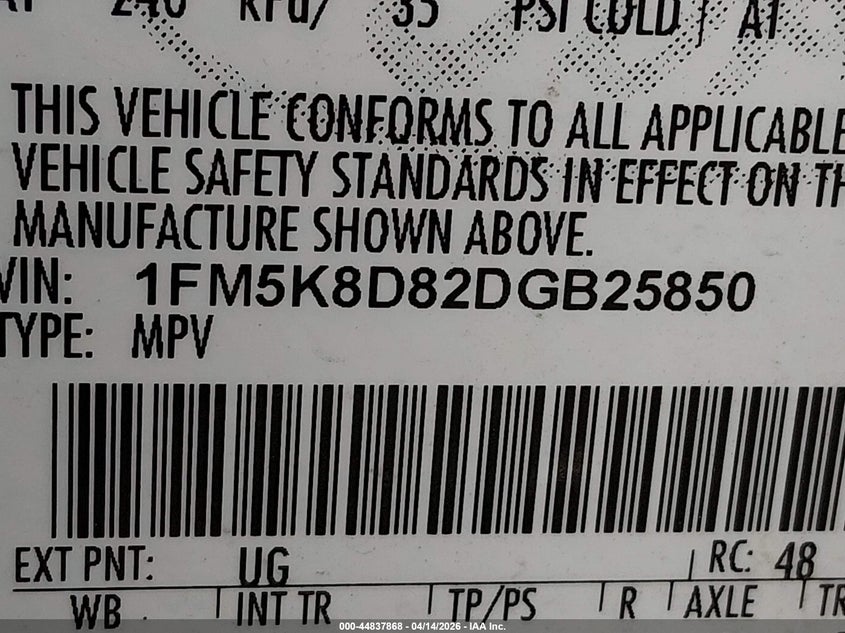 240 kPa/ 35 PSI COLD AT
THIS VEHICLE CONFORMS TO ALL APPLICABLE
VEHICLE SAFETY STANDARDS IN EFFECT ON TH
MANUFACTURE SHOWN ABOVE.
VIN: 1FM5K8D82DGB25850
TYPE: MPV
EXT PNT: UG RC: 48
WB INT TR TP/PS R AXLE TR
000-44837868 - 04/14/2026 - IAA Inc.